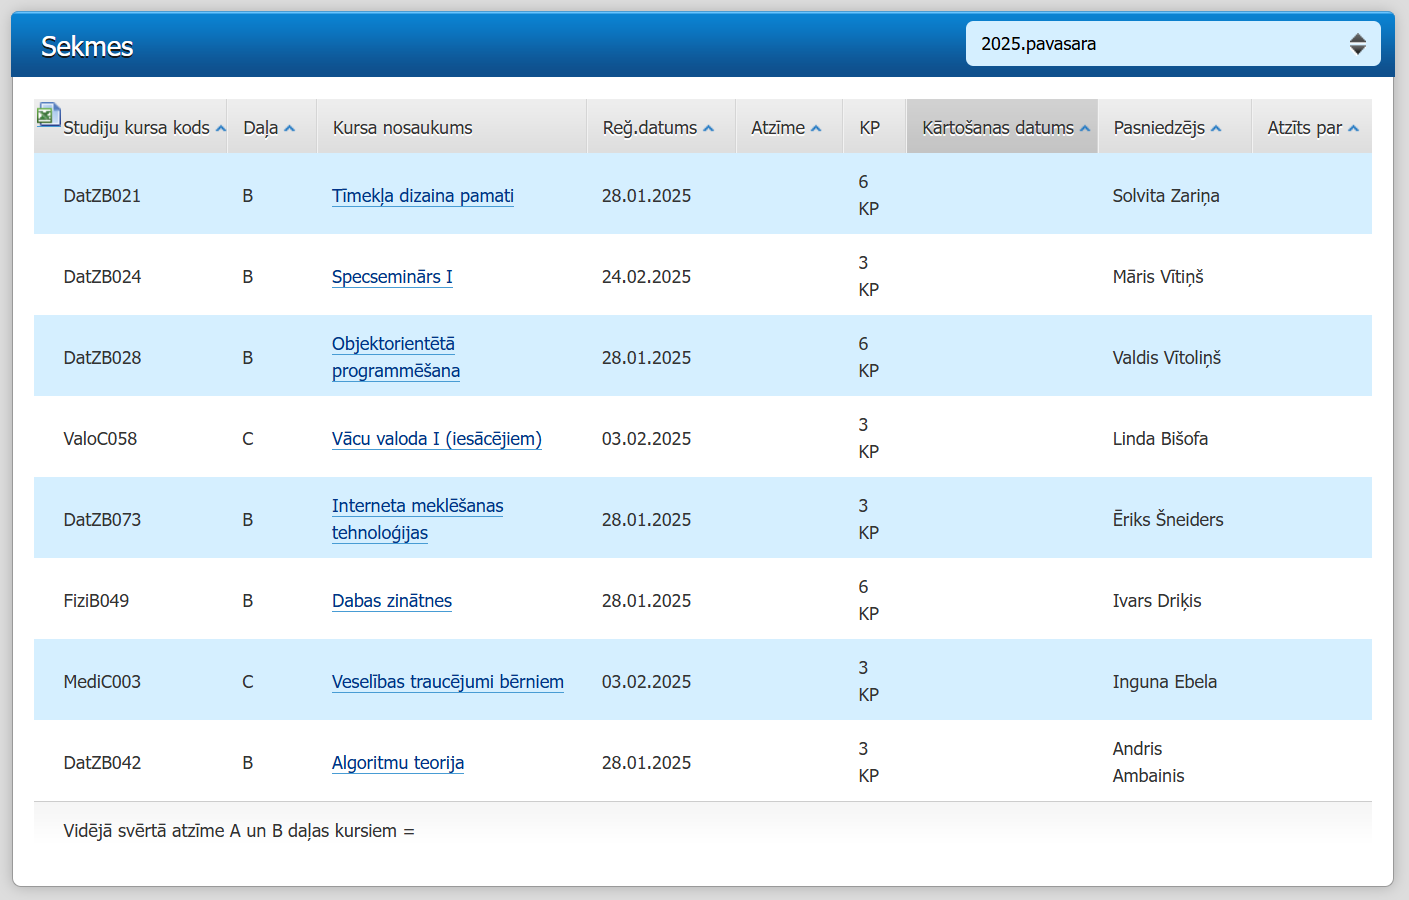 Sekmes
2025.pavasara
Studiju kursa kods Daļa Kursa nosaukums Reģ.datums Atzīme KP Kārtošanas datums Pasniedzējs Atzīts par
DatZB021 B Tīmekļa dizaina pamati 28.01.2025 6 KP Solvita Zariņa
DatZB024 B Specseminārs I 24.02.2025 3 KP Māris Vītiņš
DatZB028 B Objektorientētā programmēšana 28.01.2025 6 KP Valdis Vītoliņš
ValoC058 C Vācu valoda I (iesācējiem) 03.02.2025 3 KP Linda Bišofa
DatZB073 B Interneta meklēšanas tehnoloģijas 28.01.2025 3 KP Ēriks Šneiders
FiziB049 B Dabas zinātnes 28.01.2025 6 KP Ivars Driķis
MediC003 C Veselības traucējumi bērniem 03.02.2025 3 KP Inguna Ebela
DatZB042 B Algoritmu teorija 28.01.2025 3 KP Andris Ambainis
Vidējā svērtā atzīme A un B daļas kursiem =